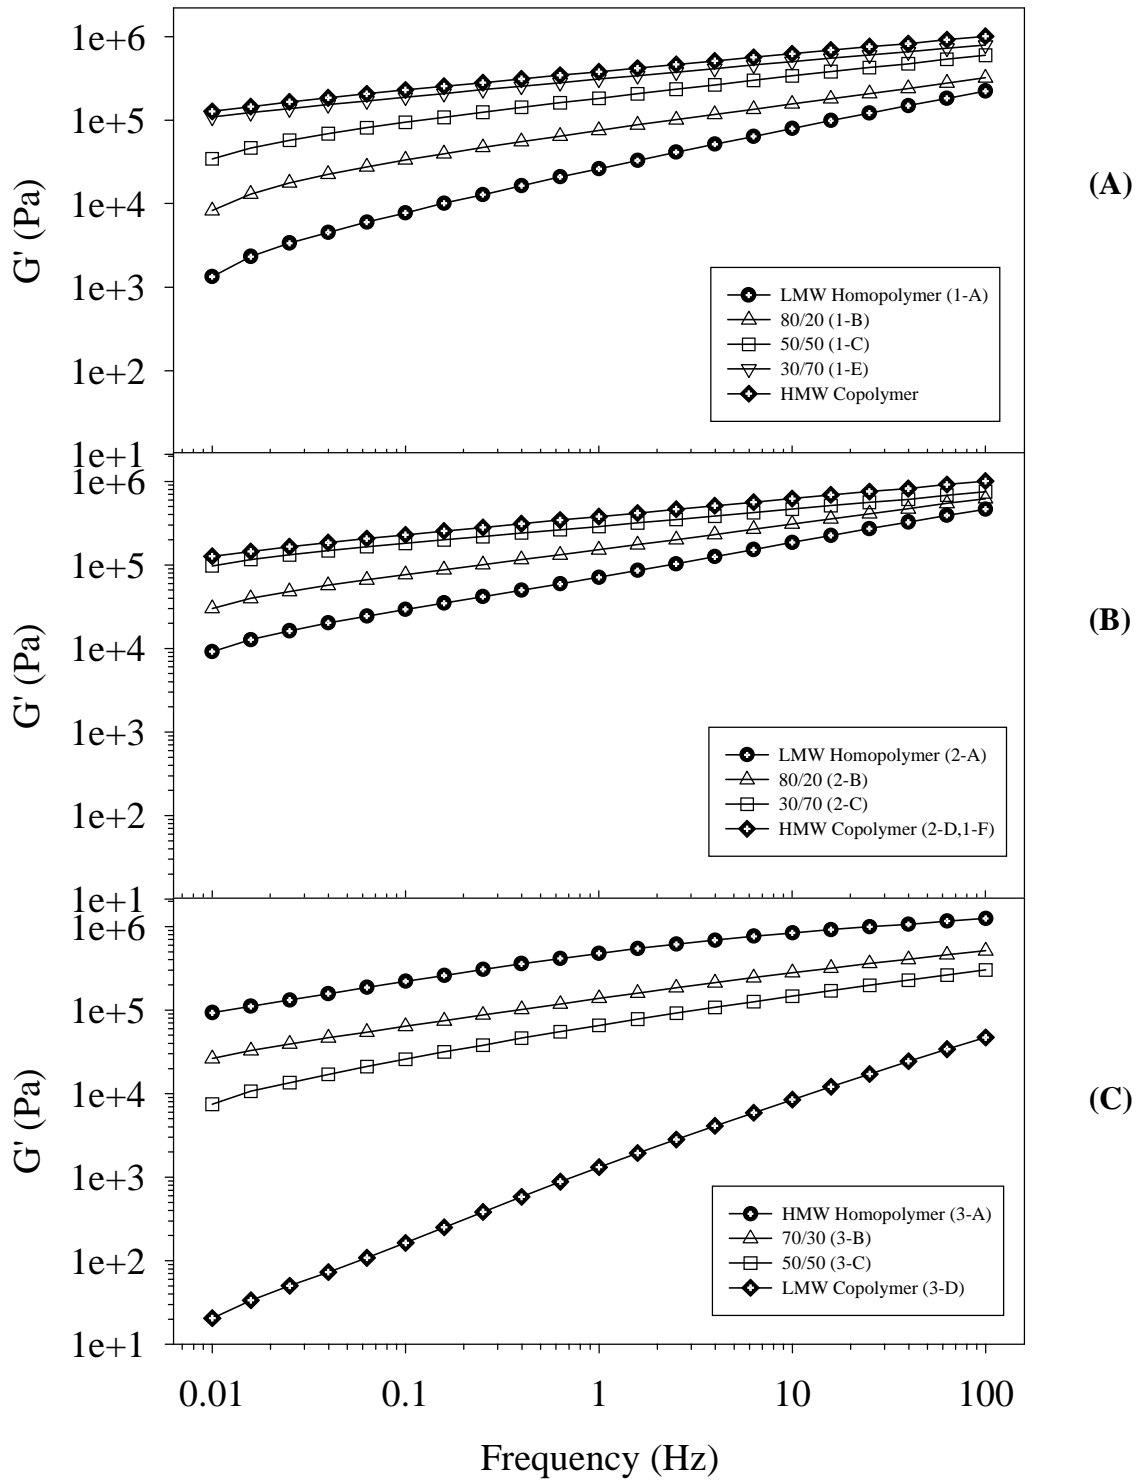 1e+6
1e+5
1e+4
1e+3
1e+2
1e+1
G' (Pa)
(A)
LMW Homopolymer (1-A)
80/20 (1-B)
50/50 (1-C)
30/70 (1-E)
HMW Copolymer
1e+6
1e+5
1e+4
1e+3
1e+2
1e+1
G' (Pa)
(B)
LMW Homopolymer (2-A)
80/20 (2-B)
30/70 (2-C)
HMW Copolymer (2-D,1-F)
1e+6
1e+5
1e+4
1e+3
1e+2
1e+1
G' (Pa)
(C)
HMW Homopolymer (3-A)
70/30 (3-B)
50/50 (3-C)
LMW Copolymer (3-D)
0.01 0.1 1 10 100
Frequency (Hz)